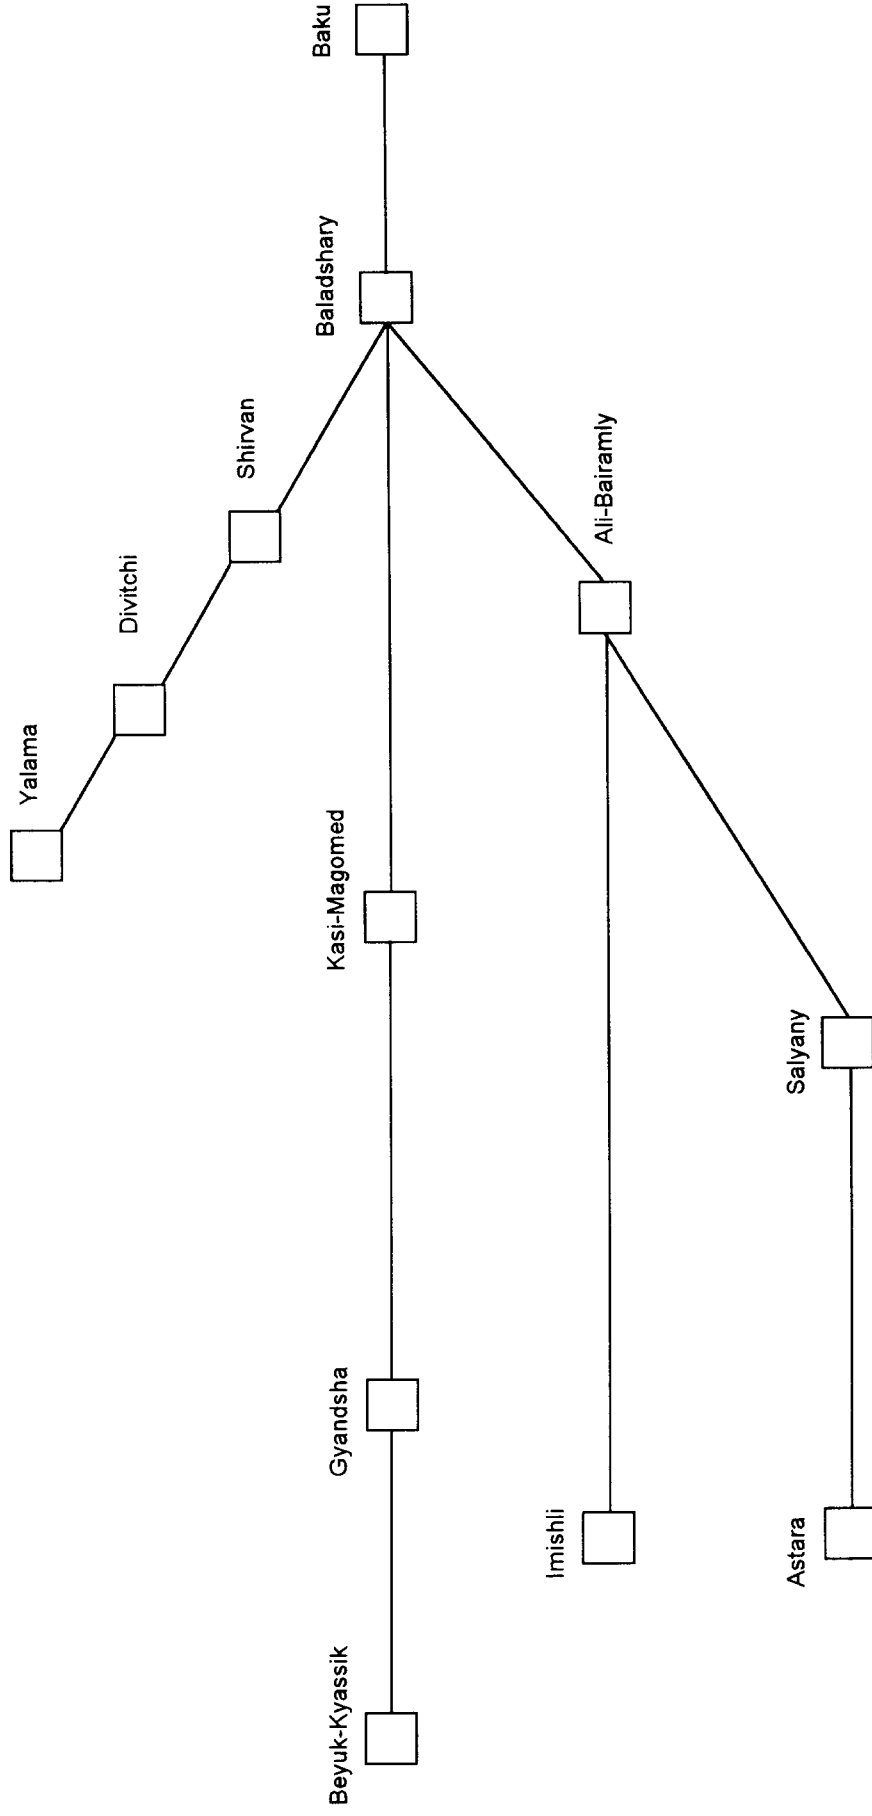 Yalama
Divitchi
Shirvan
Beyuk-Kyassik
Gyandsha
Kasi-Magomed
Baladshary
Baku
Imishli
Ali-Bairamly
Astara
Salyany